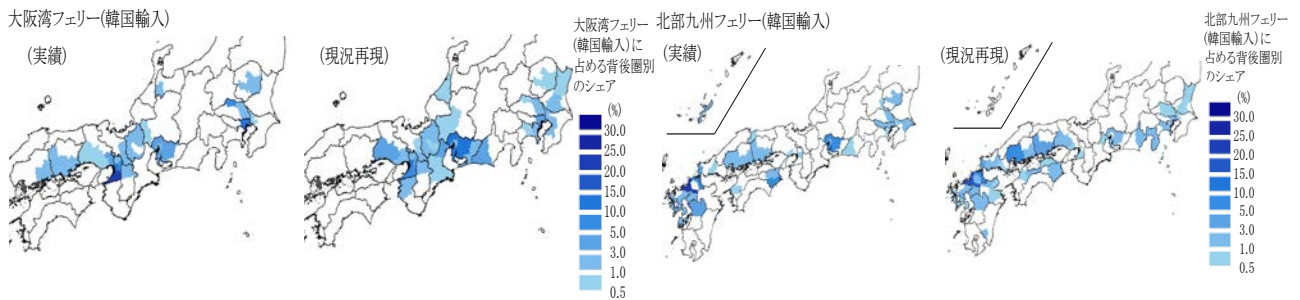 大阪湾フェリー(韓国輸入)
(実績)
(現況再現)
大阪湾フェリー
(韓国輸入)に
占める背後圏別
のシェア
(%)
30.0
25.0
20.0
15.0
10.0
5.0
3.0
1.0
0.5
北部九州フェリー(韓国輸入)
(実績)
(現況再現)
北部九州フェリー
(韓国輸入)に
占める背後圏別
のシェア
(%)
30.0
25.0
20.0
15.0
10.0
5.0
3.0
1.0
0.5